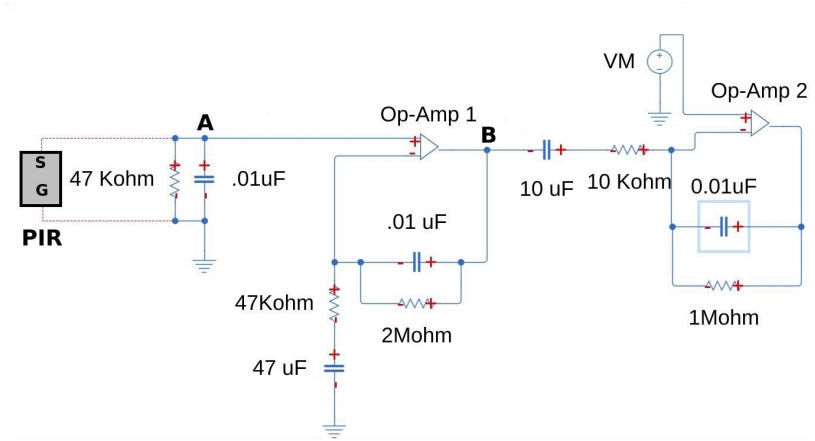 VM
Op-Amp 2
Op-Amp 1
A
B
S
G
47 Kohm
.01uF
PIR
10 uF
10 Kohm
0.01uF
.01 uF
47Kohm
2Mohm
1Mohm
47 uF